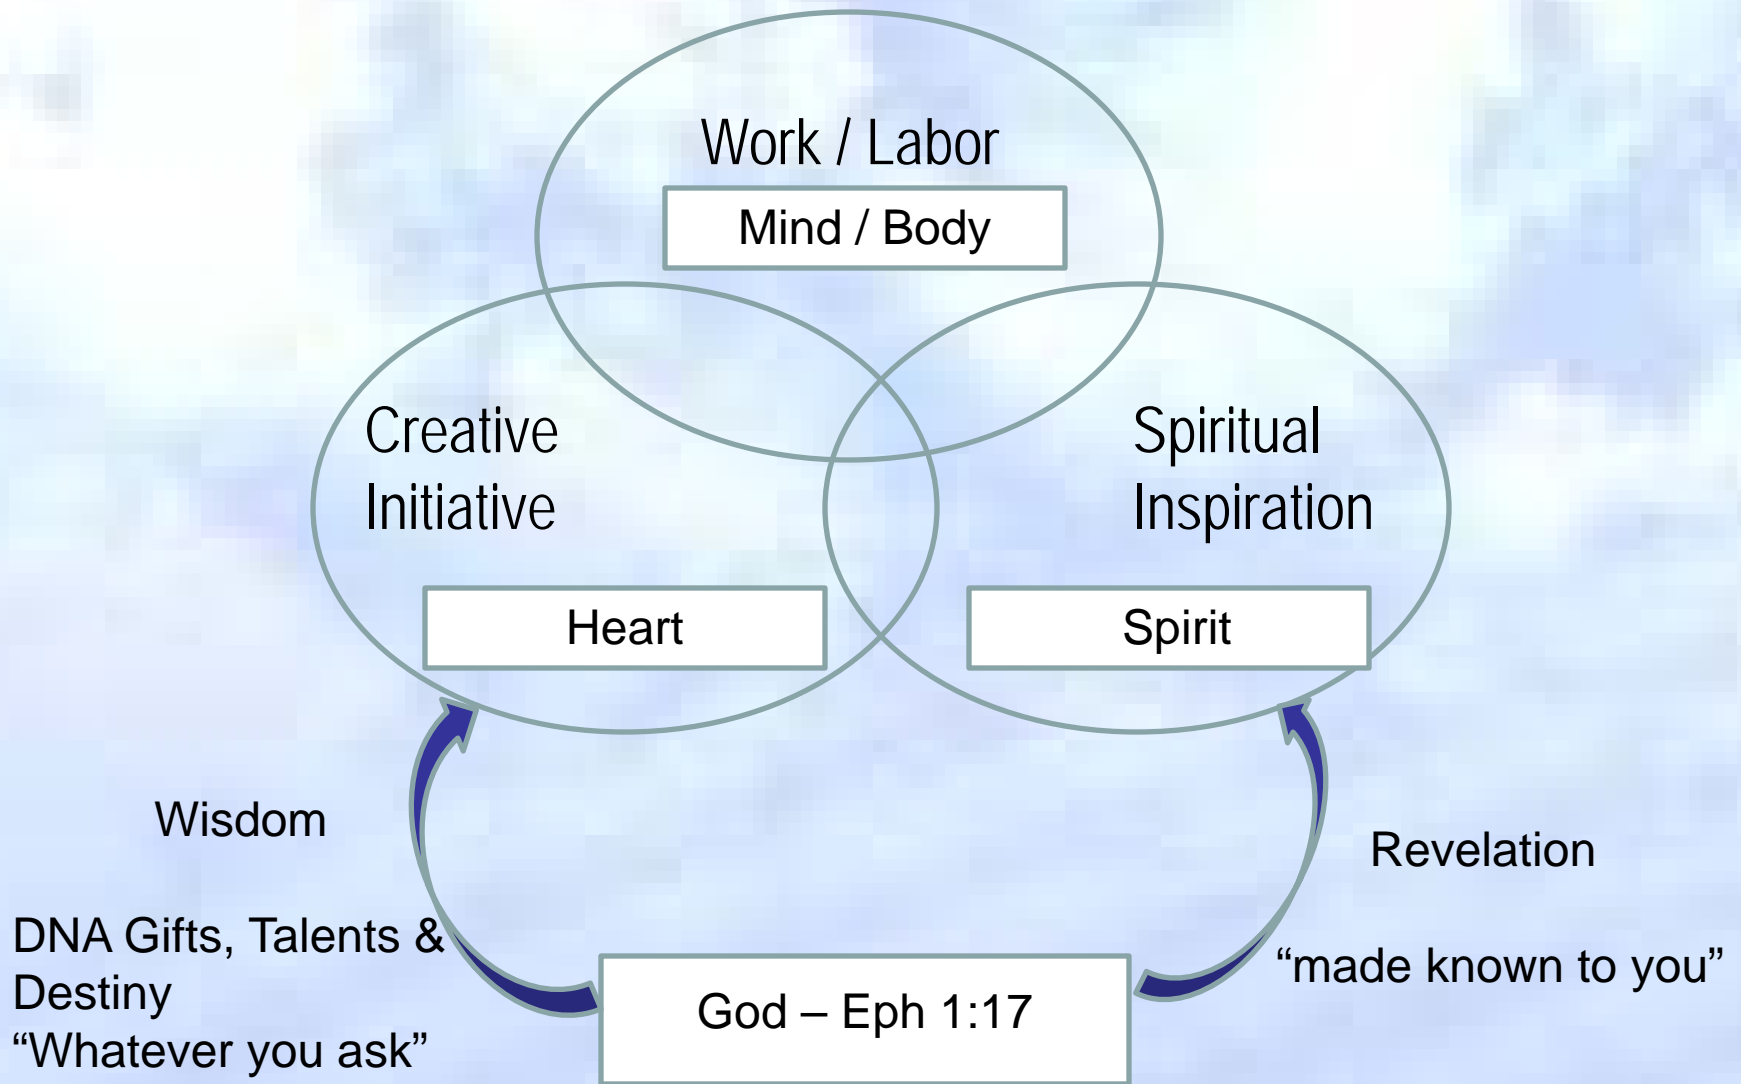 Work / Labor
Mind / Body
Creative
Initiative
Heart
Spiritual
Inspiration
Spirit
Wisdom
DNA Gifts, Talents &
Destiny
“Whatever you ask”
Revelation
“made known to you”
God – Eph 1:17